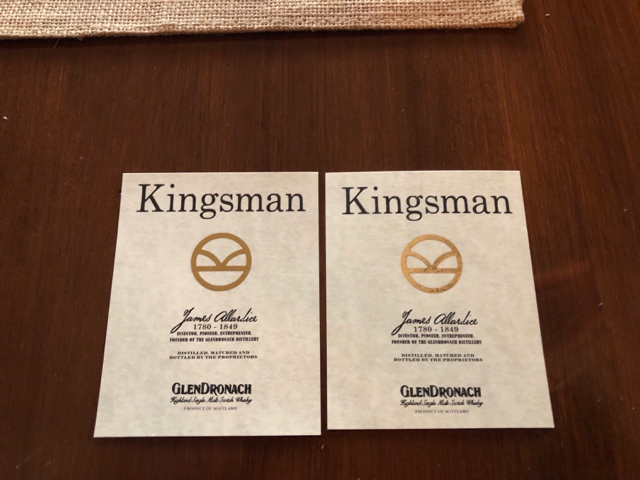 Kingsman
James Allardice
1780 - 1849
INVENTOR, PIONEER, ENTREPRENEUR,
FOUNDER OF THE GLENDRONACH DISTILLERY
DISTILLED, MATURED AND
BOTTLED BY THE PROPRIETORS
GLENDRONACH
Highland Single Malt Scotch Whisky
PRODUCT OF SCOTLAND
Kingsman
James Allardice
1780 - 1849
INVENTOR, PIONEER, ENTREPRENEUR,
FOUNDER OF THE GLENDRONACH DISTILLERY
DISTILLED, MATURED AND
BOTTLED BY THE PROPRIETORS
GLENDRONACH
Highland Single Malt Scotch Whisky
PRODUCT OF SCOTLAND